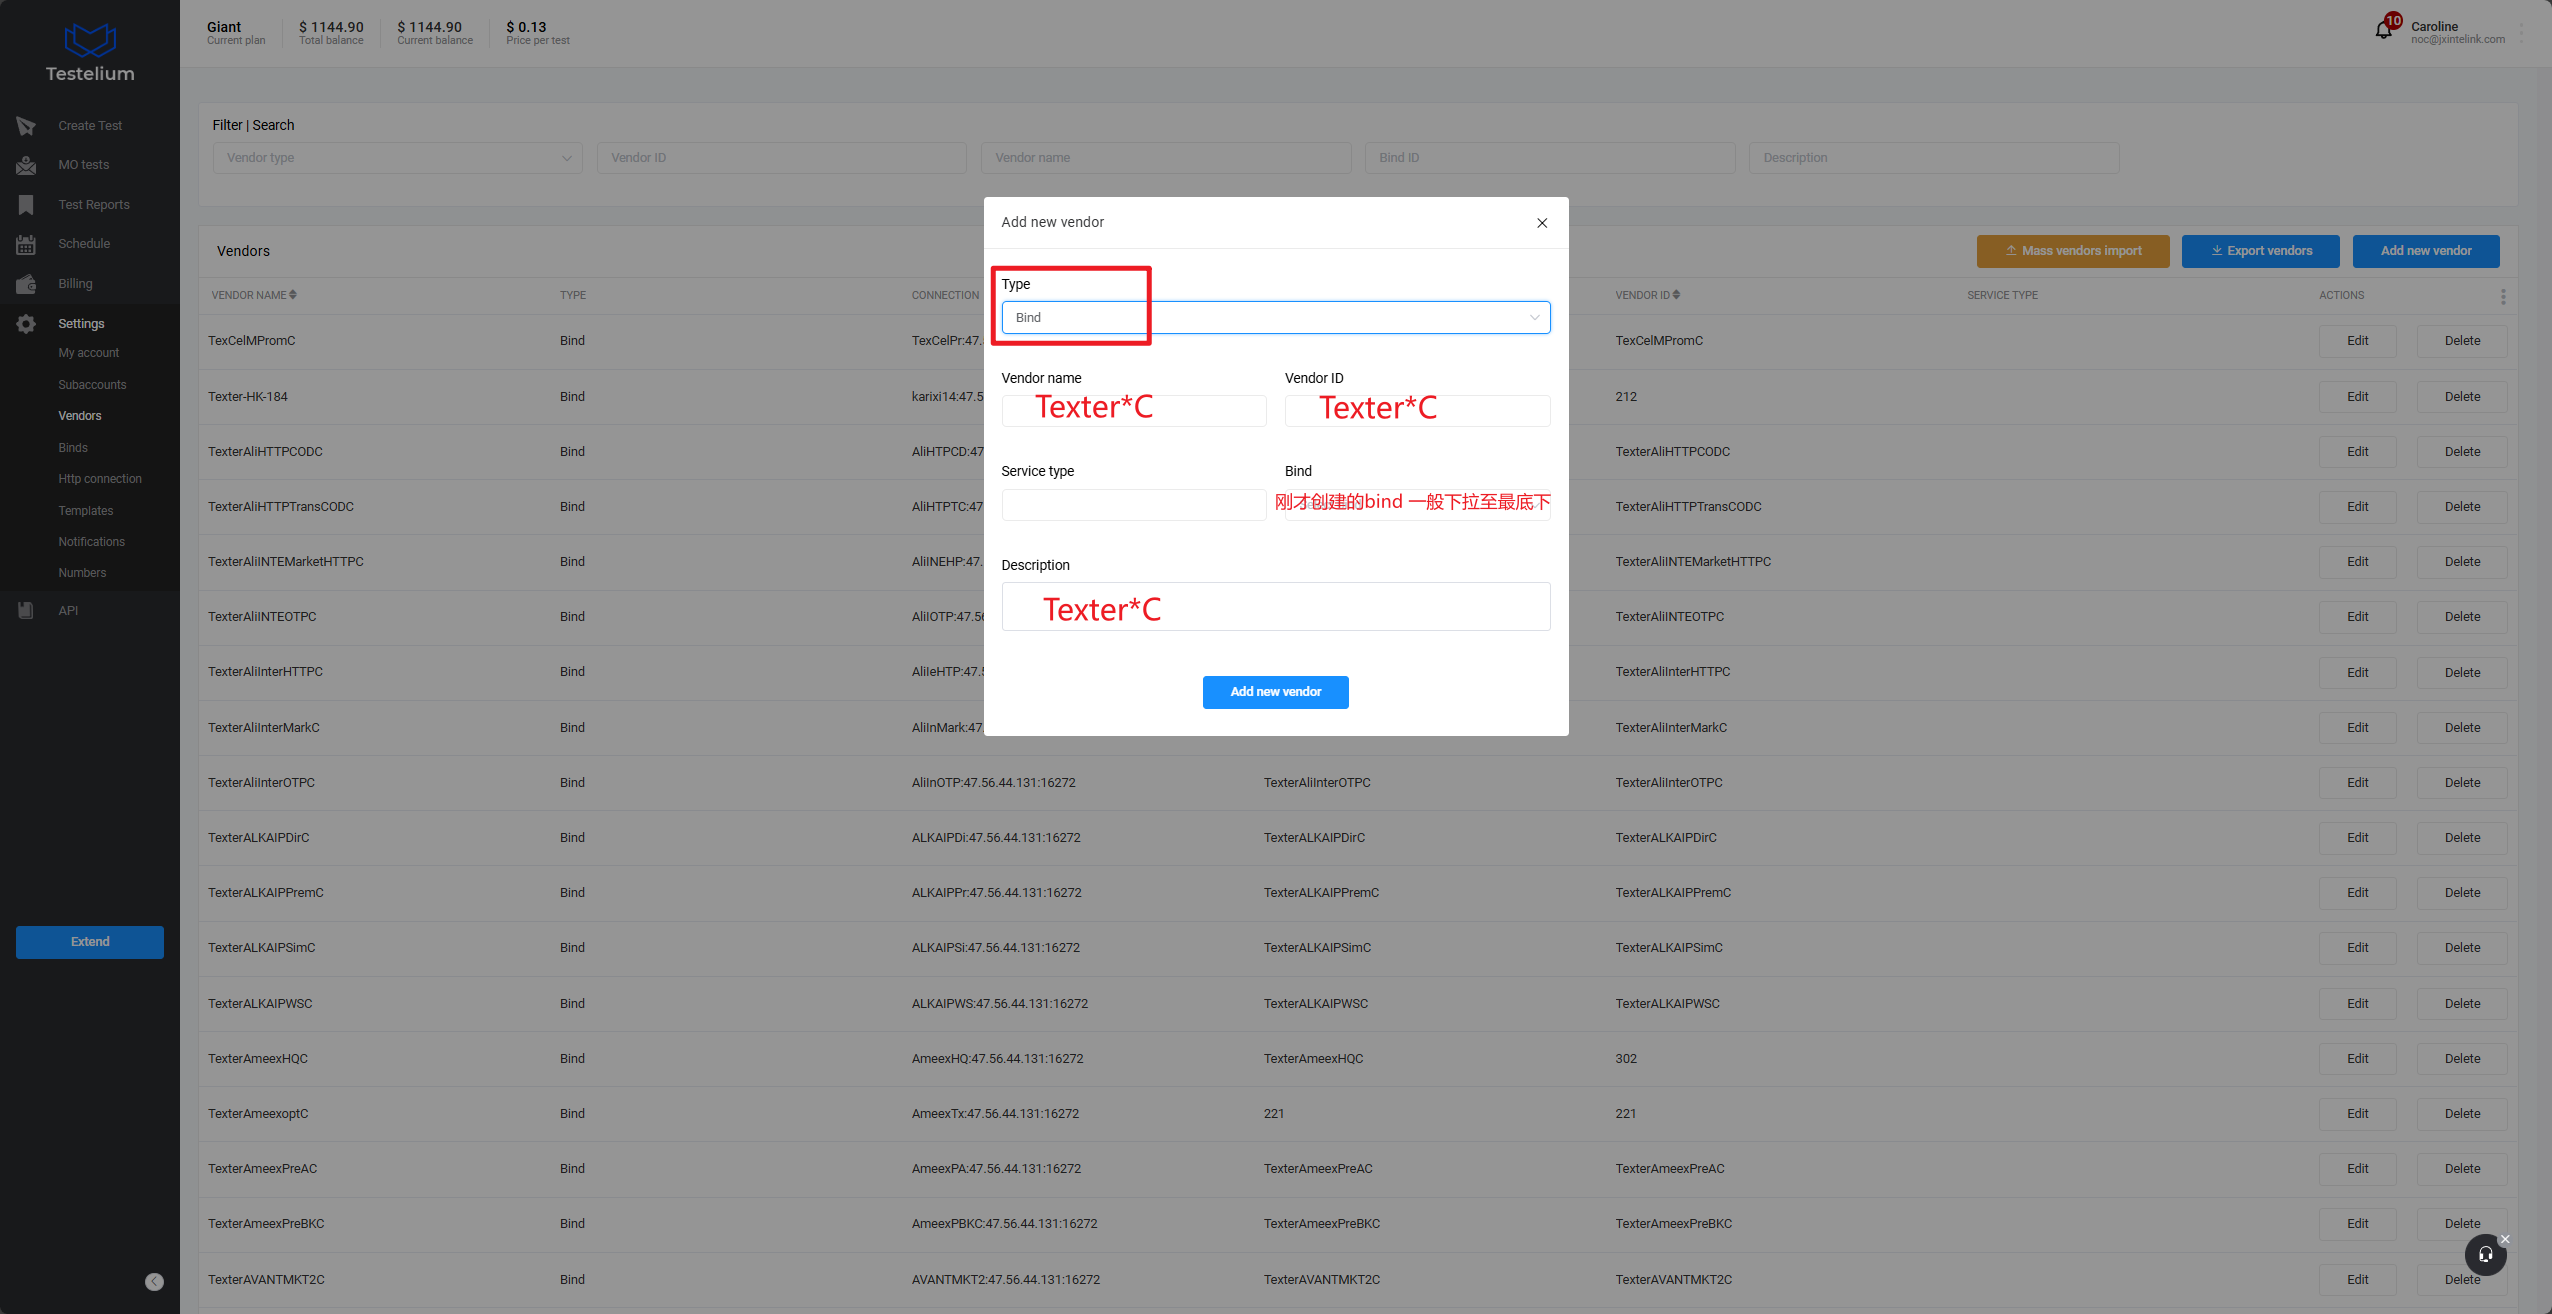 Testelium
Create Test
MO tests
Test Reports
Schedule
Billing
Settings
My account
Subaccounts
Vendors
Binds
Http connection
Templates
Notifications
Numbers
API
Extend
Giant
Current plan
$ 1144.90
Total balance
$ 1144.90
Current balance
$ 0.13
Price per test
10
Caroline
noc@jxintelink.com
Filter | Search
Vendor type
Vendor ID
Vendor name
Bind ID
Description
Vendors
Mass vendors import
Export vendors
Add new vendor
VENDOR NAME TYPE CONNECTION VENDOR ID SERVICE TYPE ACTIONS
TexCelMPromC Bind TexCelPr:47. TexCelMPromC Edit Delete
Texter-HK-184 Bind karixi14:47.5 212 Edit Delete
TexterAliHTTPCODC Bind AliHTPCD:47 TexterAliHTTPCODC Edit Delete
TexterAliHTTPTransCODC Bind AliHTPTC:47 TexterAliHTTPTransCODC Edit Delete
TexterAliINTEMarketHTTPC Bind AliINEHP:47. TexterAliINTEMarketHTTPC Edit Delete
TexterAliINTEOTPC Bind AliIOTP:47.56 TexterAliINTEOTPC Edit Delete
TexterAliInterHTTPC Bind AliIeHTP:47.5 TexterAliInterHTTPC Edit Delete
TexterAliInterMarkC Bind AliInMark:47. TexterAliInterMarkC Edit Delete
TexterAliInterOTPC Bind AliInOTP:47.56.44.131:16272 TexterAliInterOTPC TexterAliInterOTPC Edit Delete
TexterALKAIPDirC Bind ALKAIPDi:47.56.44.131:16272 TexterALKAIPDirC TexterALKAIPDirC Edit Delete
TexterALKAIPPremC Bind ALKAIPPr:47.56.44.131:16272 TexterALKAIPPremC TexterALKAIPPremC Edit Delete
TexterALKAIPSimC Bind ALKAIPSi:47.56.44.131:16272 TexterALKAIPSimC TexterALKAIPSimC Edit Delete
TexterALKAIPWSC Bind ALKAIPWS:47.56.44.131:16272 TexterALKAIPWSC TexterALKAIPWSC Edit Delete
TexterAmeexHQC Bind AmeexHQ:47.56.44.131:16272 TexterAmeexHQC 302 Edit Delete
TexterAmeexoptC Bind AmeexTx:47.56.44.131:16272 221 221 Edit Delete
TexterAmeexPreAC Bind AmeexPA:47.56.44.131:16272 TexterAmeexPreAC TexterAmeexPreAC Edit Delete
TexterAmeexPreBKC Bind AmeexPBKC:47.56.44.131:16272 TexterAmeexPreBKC TexterAmeexPreBKC Edit Delete
TexterAVANTMKT2C Bind AVANTMKT2:47.56.44.131:16272 TexterAVANTMKT2C TexterAVANTMKT2C Edit Delete
Add new vendor
Type
Bind
Vendor name
Texter*C
Vendor ID
Texter*C
Service type
Bind
刚才创建的bind 一般下拉至最底下
Description
Texter*C
Add new vendor